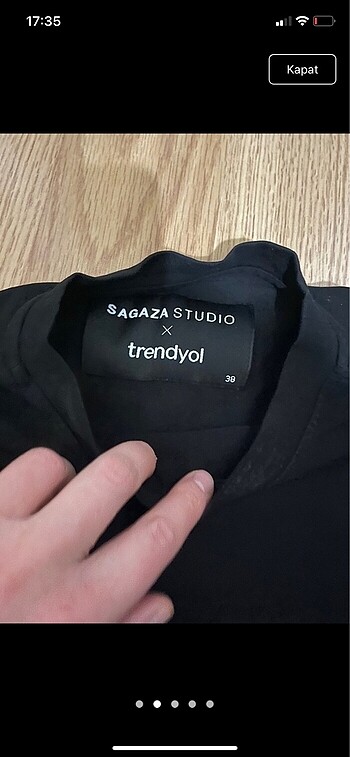 17:35
Kapat
SAGAZA STUDIO
X
trendyol
38